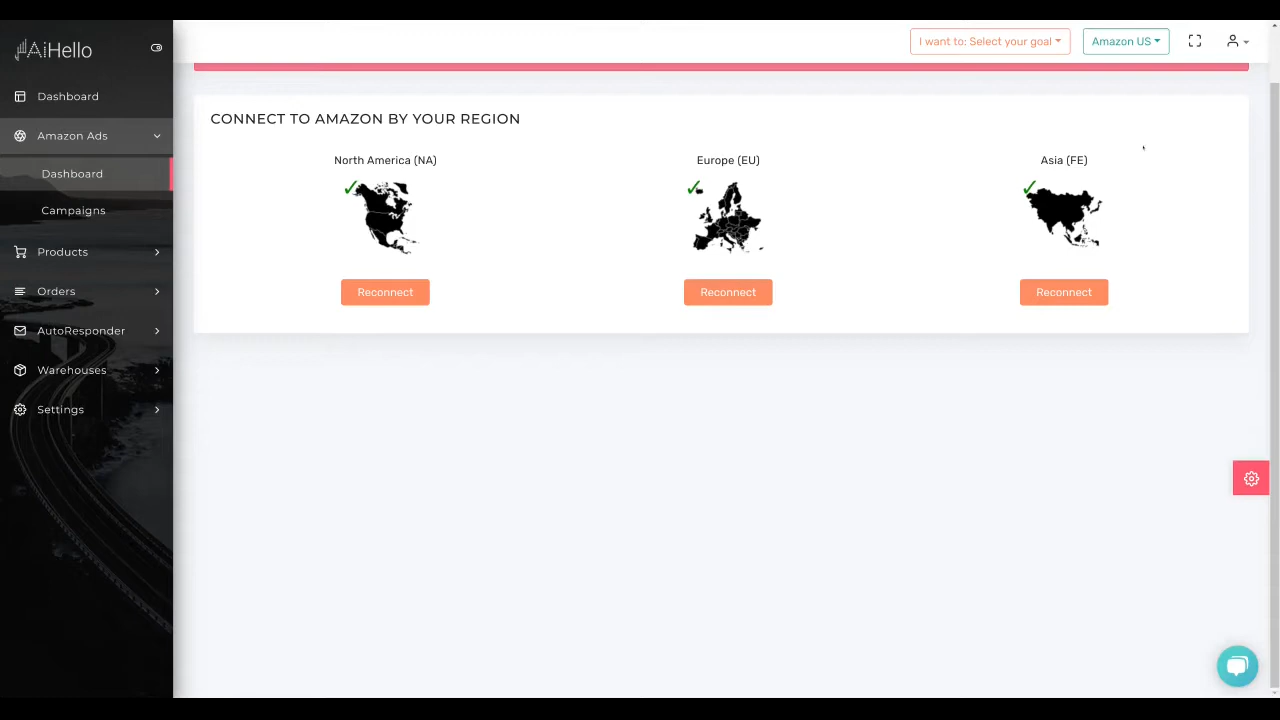 AiHello
I want to: Select your goal
Amazon US
Dashboard
Amazon Ads
Dashboard
Campaigns
Products
Orders
AutoResponder
Warehouses
Settings
CONNECT TO AMAZON BY YOUR REGION
North America (NA)
Europe (EU)
Asia (FE)
Reconnect
Reconnect
Reconnect